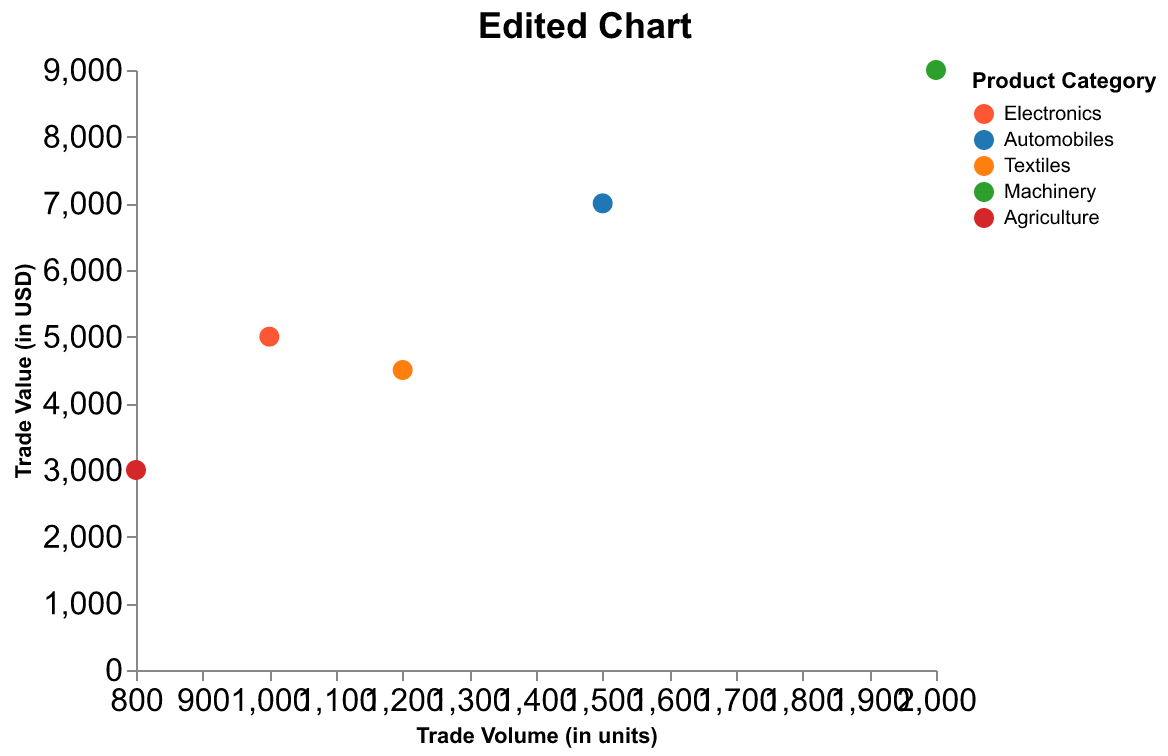 Edited Chart
9,000
8,000
7,000
6,000
5,000
4,000
3,000
2,000
1,000
0
Trade Value (in USD)
800 900 1,000 1,100 1,200 1,300 1,400 1,500 1,600 1,700 1,800 1,900 2,000
Trade Volume (in units)
Product Category
Electronics
Automobiles
Textiles
Machinery
Agriculture